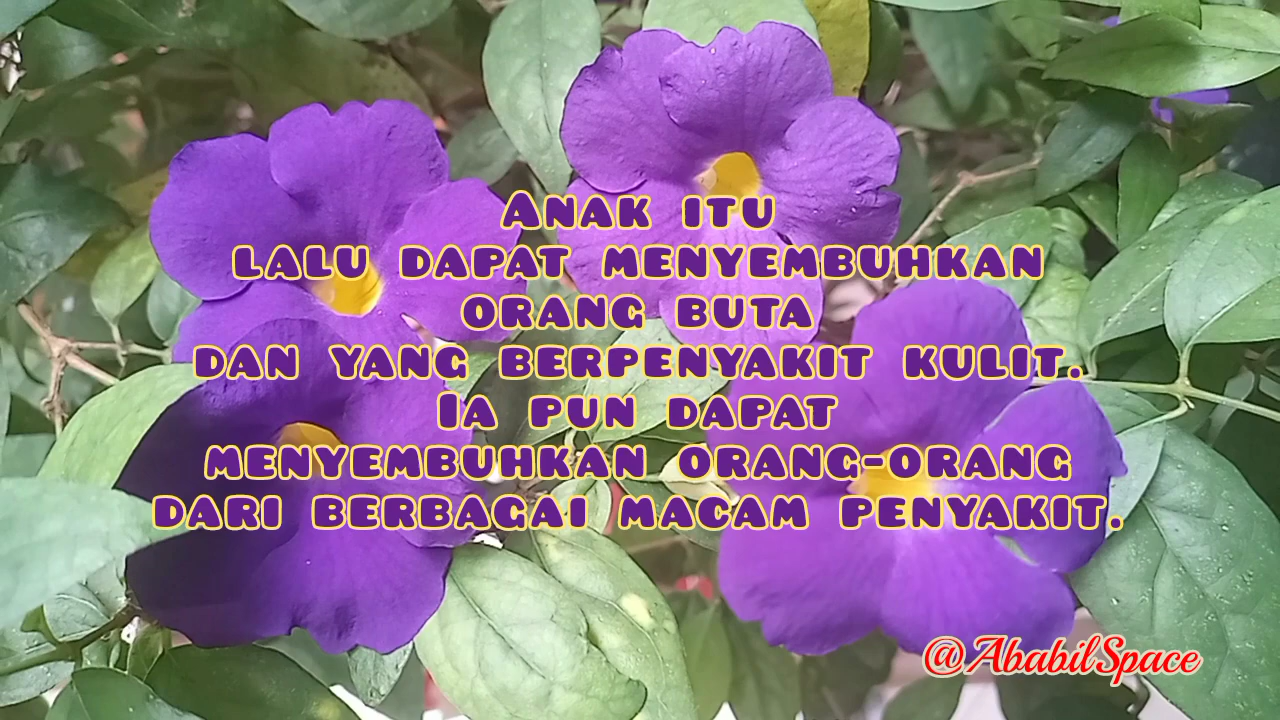 Anak itu
lalu dapat menyembuhkan
orang buta
dan yang berpenyakit kulit.
Ia pun dapat
menyembuhkan orang-orang
dari berbagai macam penyakit.
@AbabilSpace